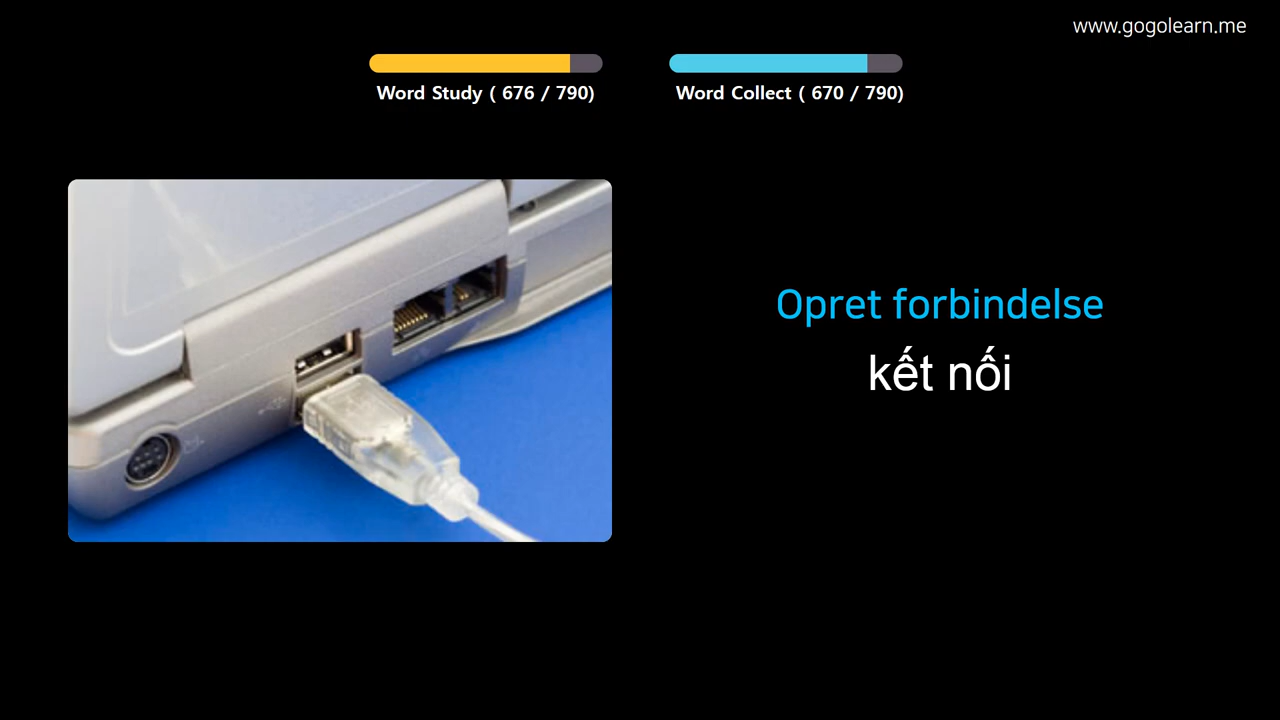 www.gogolearn.me
Word Study ( 676 / 790)
Word Collect ( 670 / 790)
Opret forbindelse
kết nối